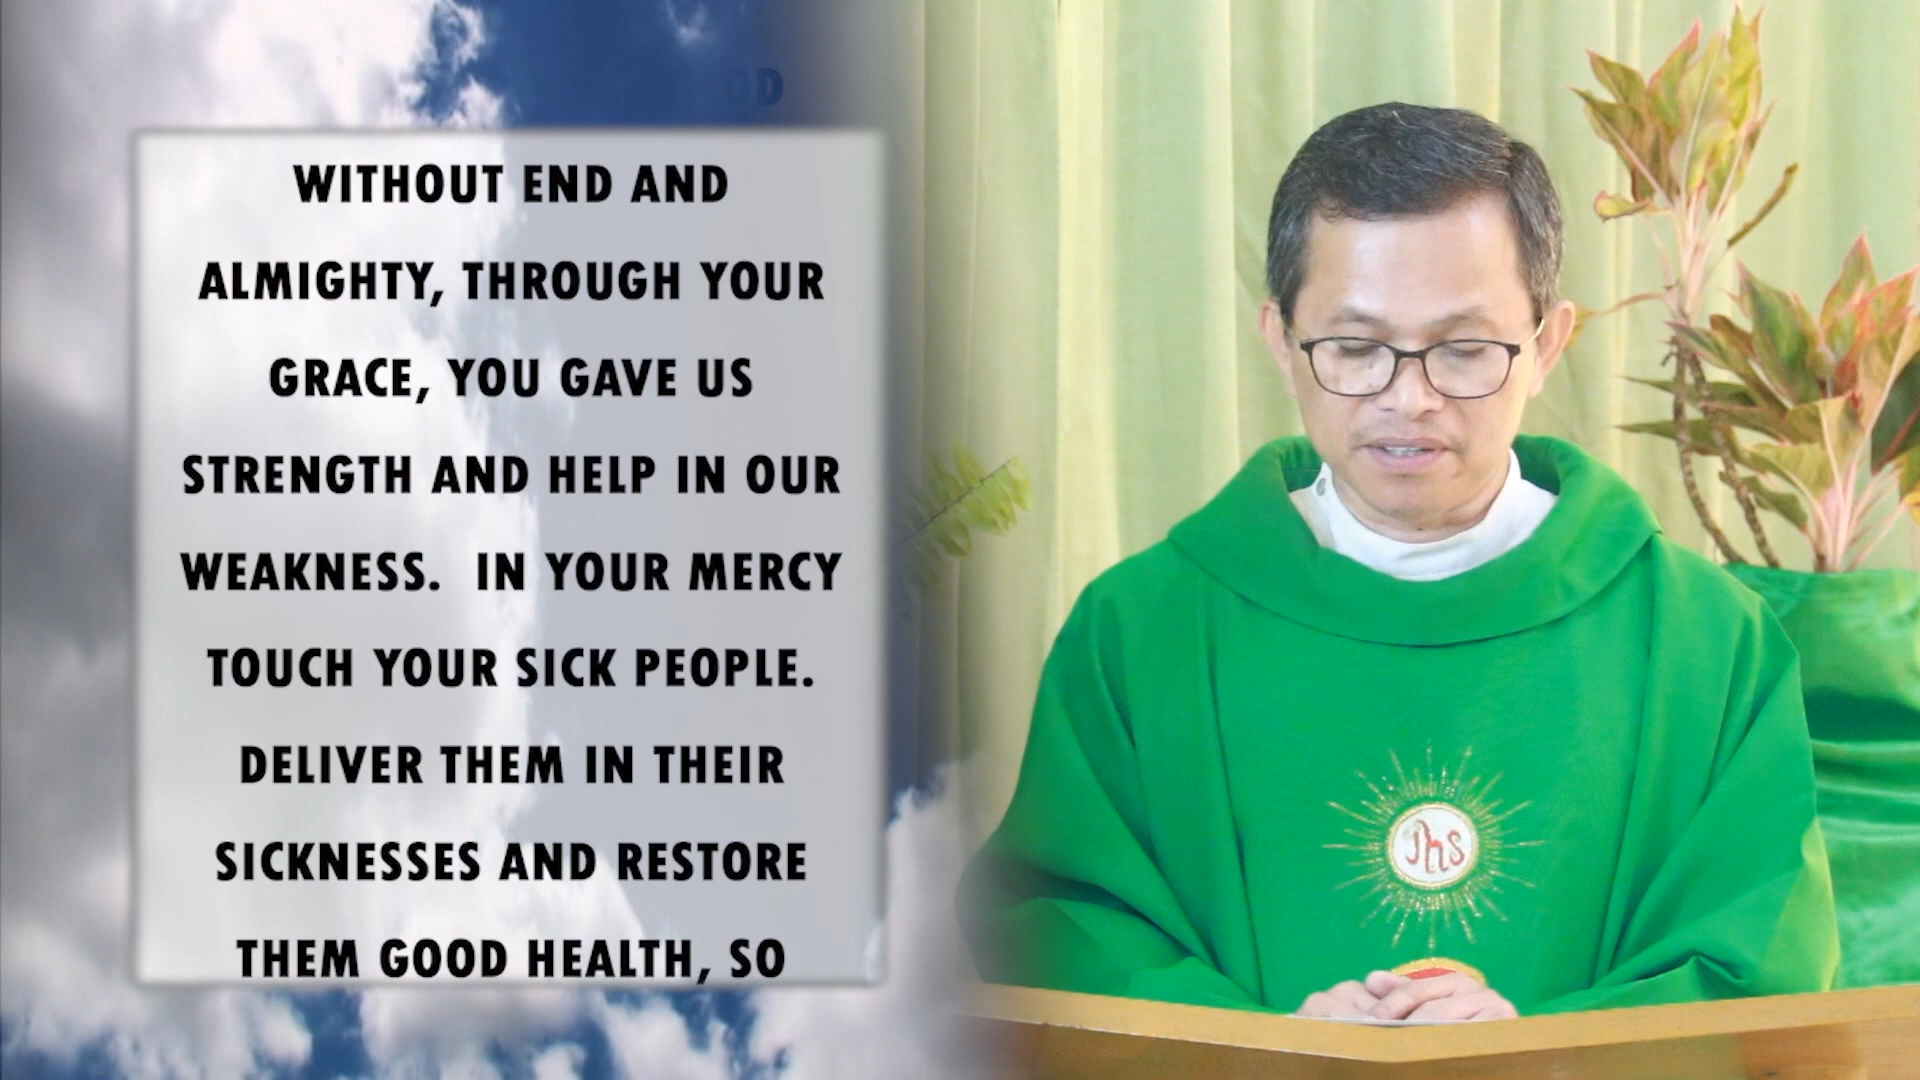 WITHOUT END AND
ALMIGHTY, THROUGH YOUR
GRACE, YOU GAVE US
STRENGTH AND HELP IN OUR
WEAKNESS.  IN YOUR MERCY
TOUCH YOUR SICK PEOPLE.
DELIVER THEM IN THEIR
SICKNESSES AND RESTORE
THEM GOOD HEALTH, SO
Jhs